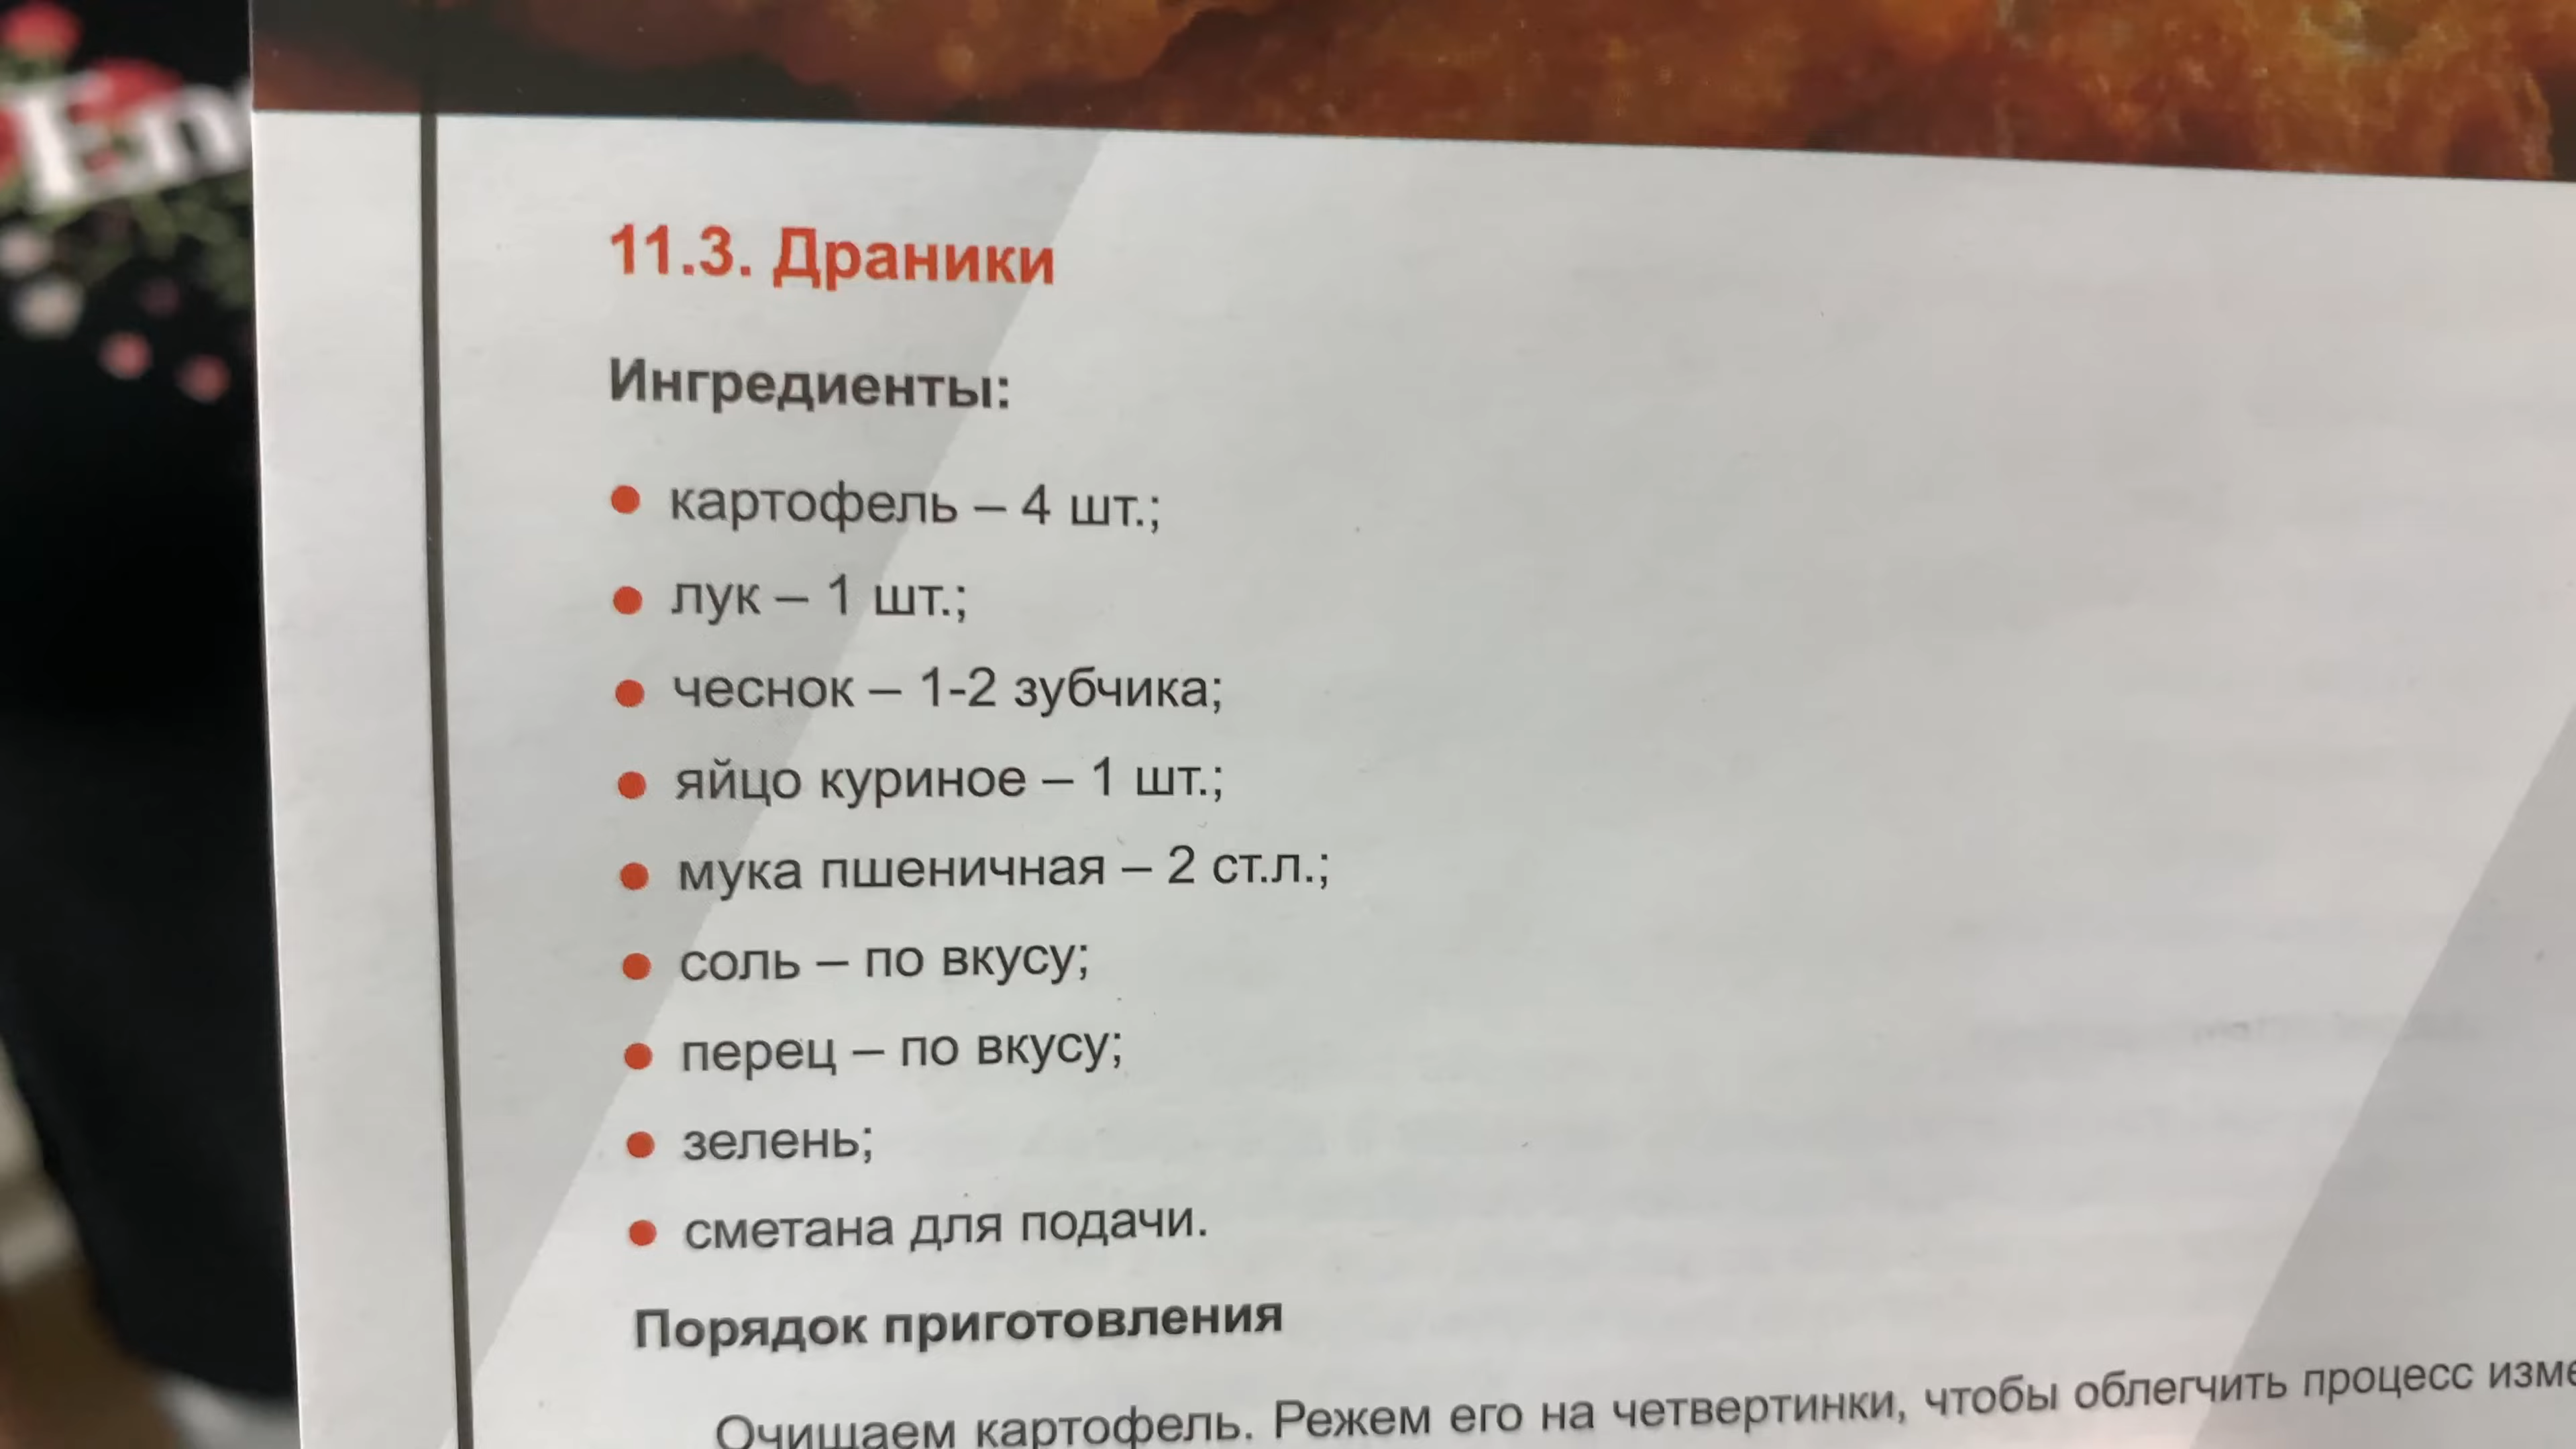 11.3. Драники
Ингредиенты:
● картофель – 4 шт.;
● лук – 1 шт.;
● чеснок – 1-2 зубчика;
● яйцо куриное – 1 шт.;
● мука пшеничная – 2 ст.л.;
● соль – по вкусу;
● перец – по вкусу;
● зелень;
● сметана для подачи.
Порядок приготовления
Очищаем картофель. Режем его на четвертинки, чтобы облегчить процесс